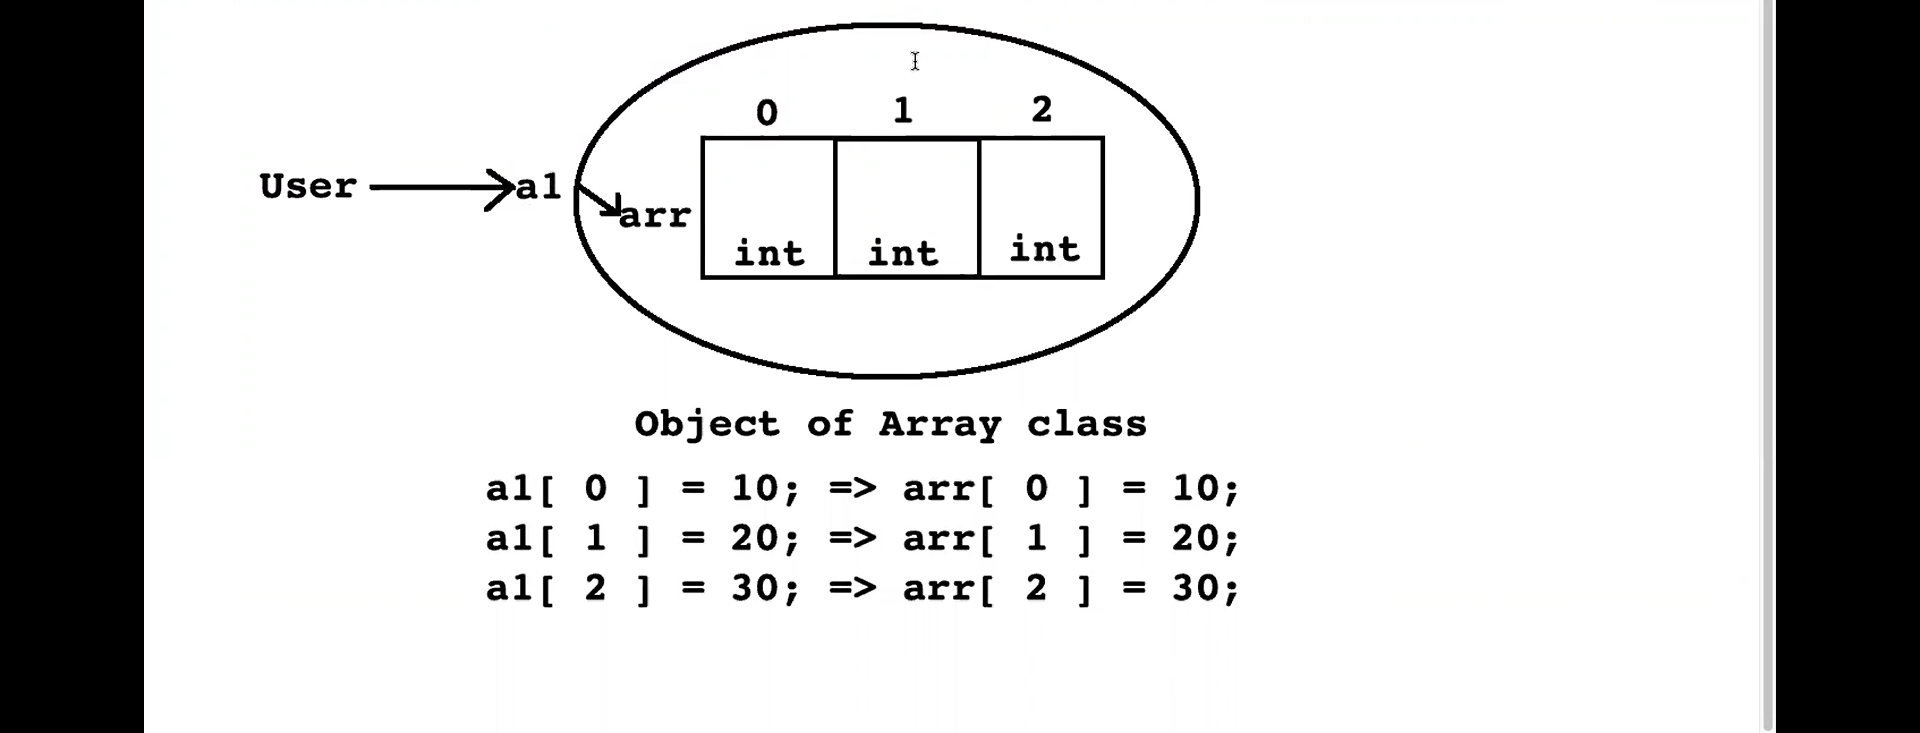 0 1 2
User a1 arr
int int int
Object of Array class
a1[ 0 ] = 10; => arr[ 0 ] = 10;
a1[ 1 ] = 20; => arr[ 1 ] = 20;
a1[ 2 ] = 30; => arr[ 2 ] = 30;